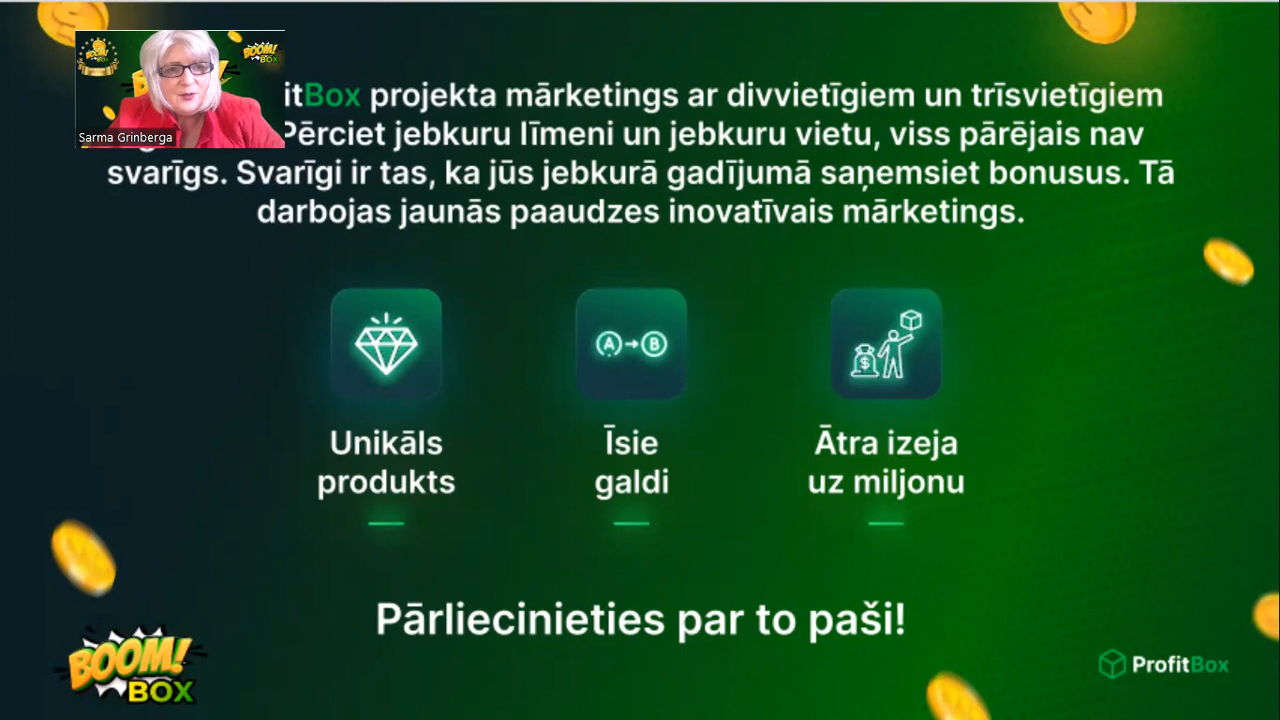 BOOM!
BOX
Sarma Grinberga
itBox projekta mārketings ar divvietīgiem un trīsvietīgiem
Pērciet jebkuru līmeni un jebkuru vietu, viss pārējais nav
svarīgs. Svarīgi ir tas, ka jūs jebkurā gadījumā saņemsiet bonusus. Tā
darbojas jaunās paaudzes inovatīvais mārketings.
A B
Unikāls
produkts
Īsie
galdi
Ātra izeja
uz miljonu
Pārliecinieties par to paši!
BOOM!
BOX
ProfitBox